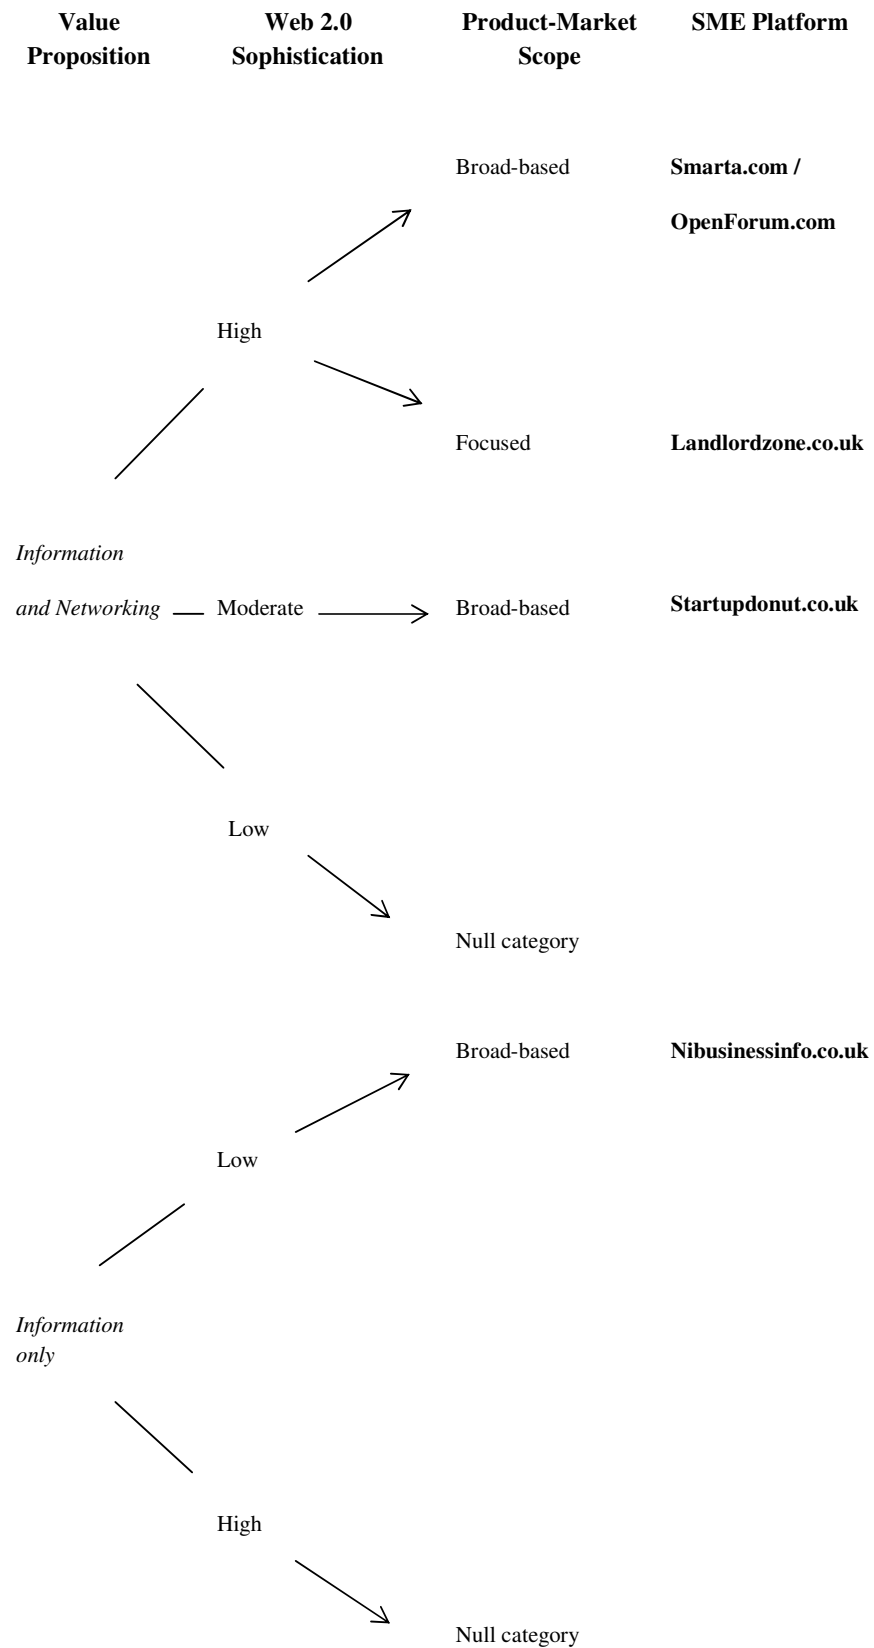 Value Proposition
Web 2.0 Sophistication
Product-Market Scope
SME Platform
Broad-based
Smarta.com /
OpenForum.com
High
Focused
Landlordzone.co.uk
Information
and Networking
Moderate
Broad-based
Startupdonut.co.uk
Low
Null category
Broad-based
Nibusinessinfo.co.uk
Low
Information
only
High
Null category